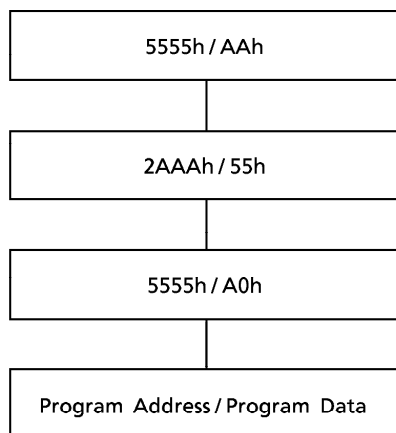 5555h / AAh
2AAAh / 55h
5555h / A0h
Program Address / Program Data